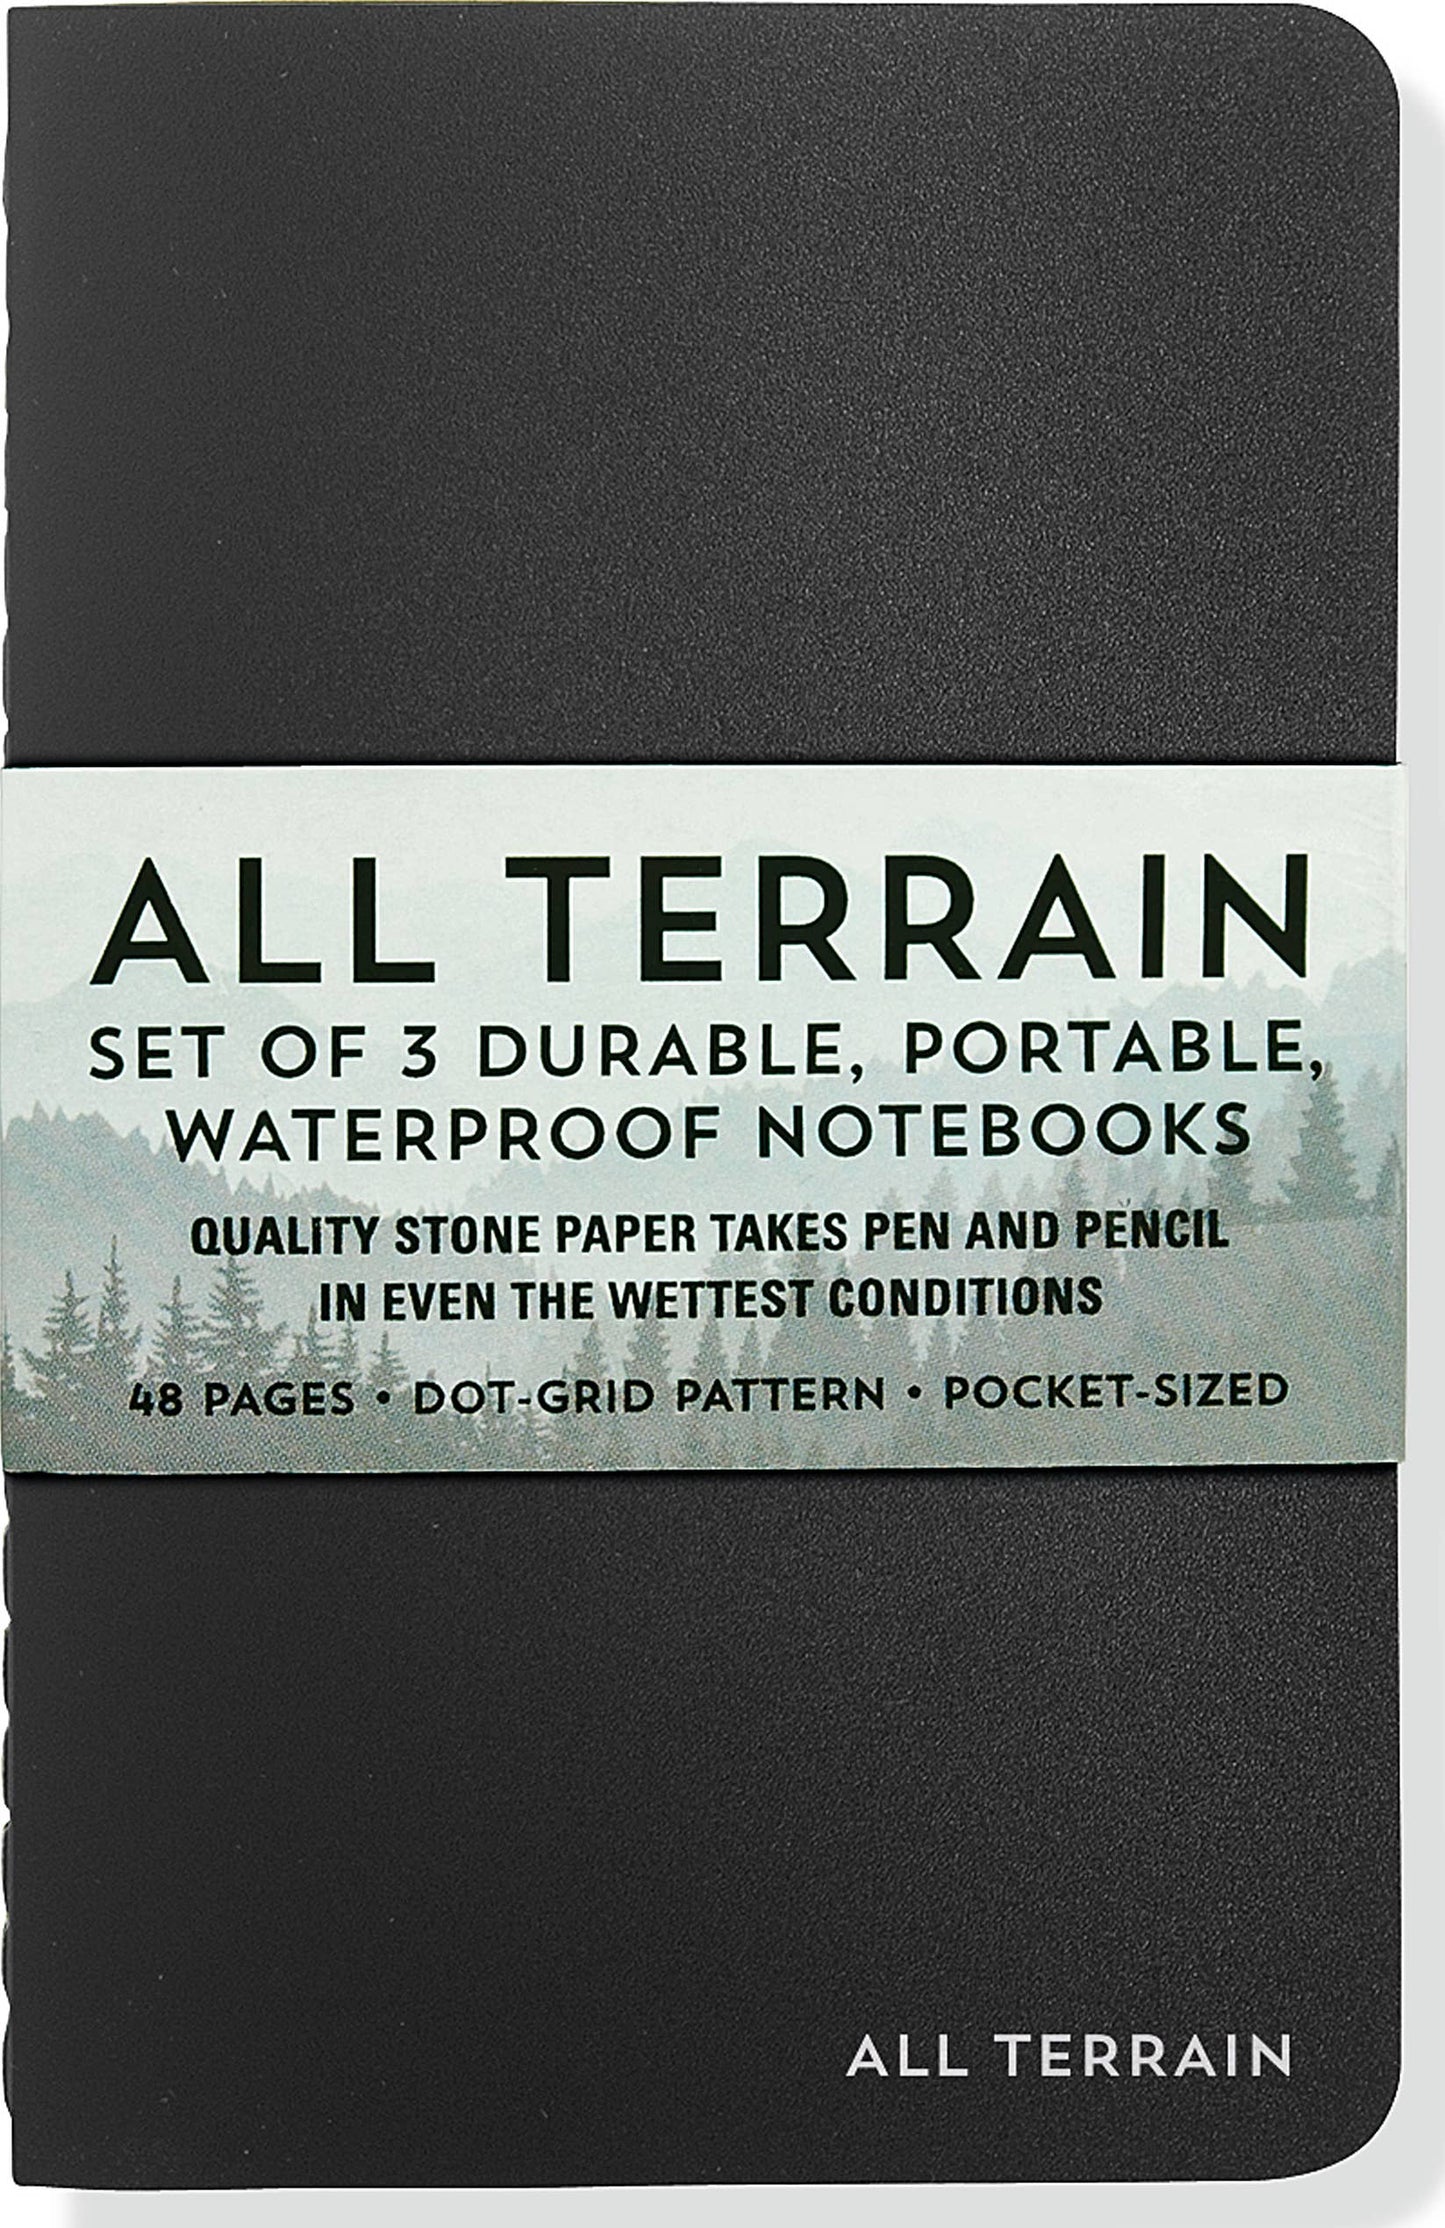 ALL TERRAIN
SET OF 3 DURABLE, PORTABLE,
WATERPROOF NOTEBOOKS
QUALITY STONE PAPER TAKES PEN AND PENCIL
IN EVEN THE WETTEST CONDITIONS
48 PAGES • DOT-GRID PATTERN • POCKET-SIZED
ALL TERRAIN